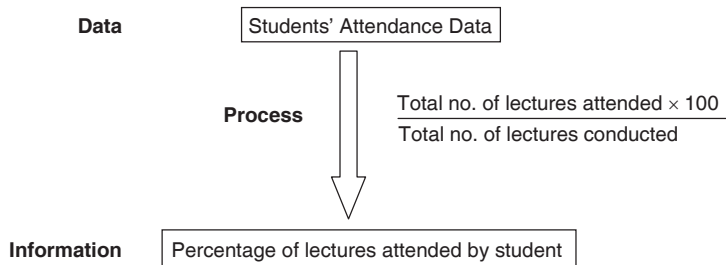 Data Students’ Attendance Data
Process
Total no. of lectures attended × 100
Total no. of lectures conducted
Information Percentage of lectures attended by student